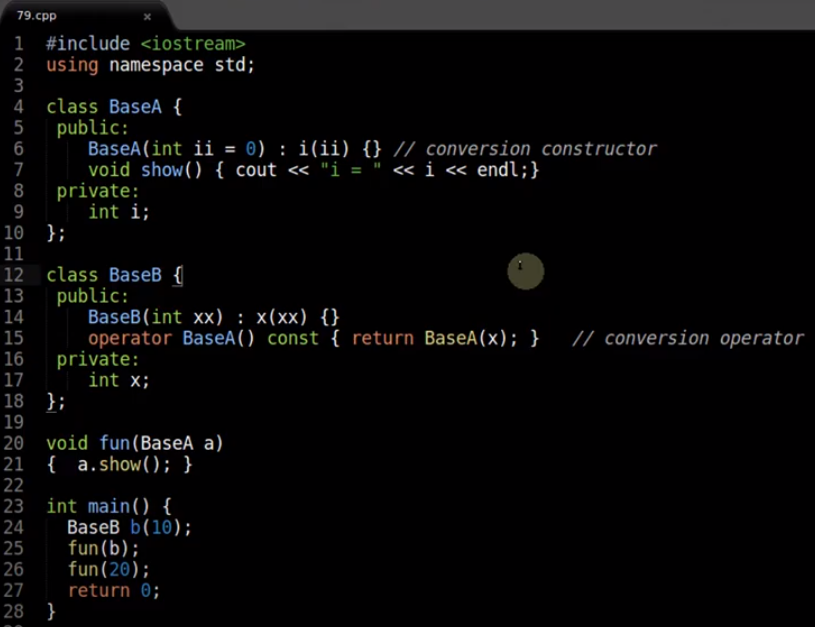 79.cpp ×
1 #include <iostream>
2 using namespace std;
3
4 class BaseA {
5 public:
6 BaseA(int ii = 0) : i(ii) {} // conversion constructor
7 void show() { cout << "i = " << i << endl;}
8 private:
9 int i;
10 };
11
12 class BaseB {
13 public:
14 BaseB(int xx) : x(xx) {}
15 operator BaseA() const { return BaseA(x); } // conversion operator
16 private:
17 int x;
18 };
19
20 void fun(BaseA a)
21 { a.show(); }
22
23 int main() {
24 BaseB b(10);
25 fun(b);
26 fun(20);
27 return 0;
28 }